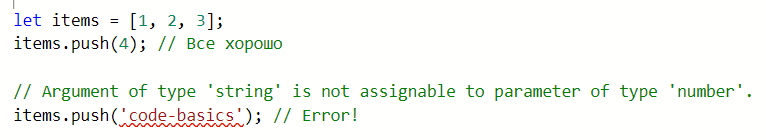 let items = [1, 2, 3];
items.push(4); // Все хорошо
// Argument of type 'string' is not assignable to parameter of type 'number'.
items.push('code-basics'); // Error!